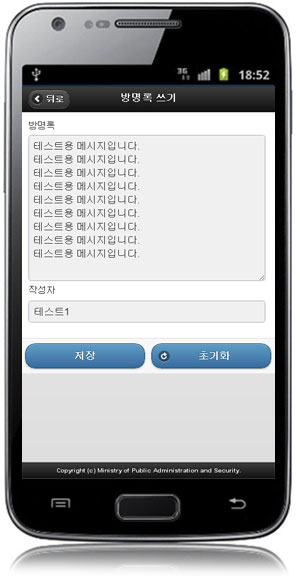 3G 18:52
뒤로 방명록 쓰기
방명록
테스트용 메시지입니다.
테스트용 메시지입니다.
테스트용 메시지입니다.
테스트용 메시지입니다.
테스트용 메시지입니다.
테스트용 메시지입니다.
테스트용 메시지입니다.
테스트용 메시지입니다.
테스트용 메시지입니다.
작성자
테스트1
저장 초기화
Copyright (c) Ministry of Public Administration and Security.